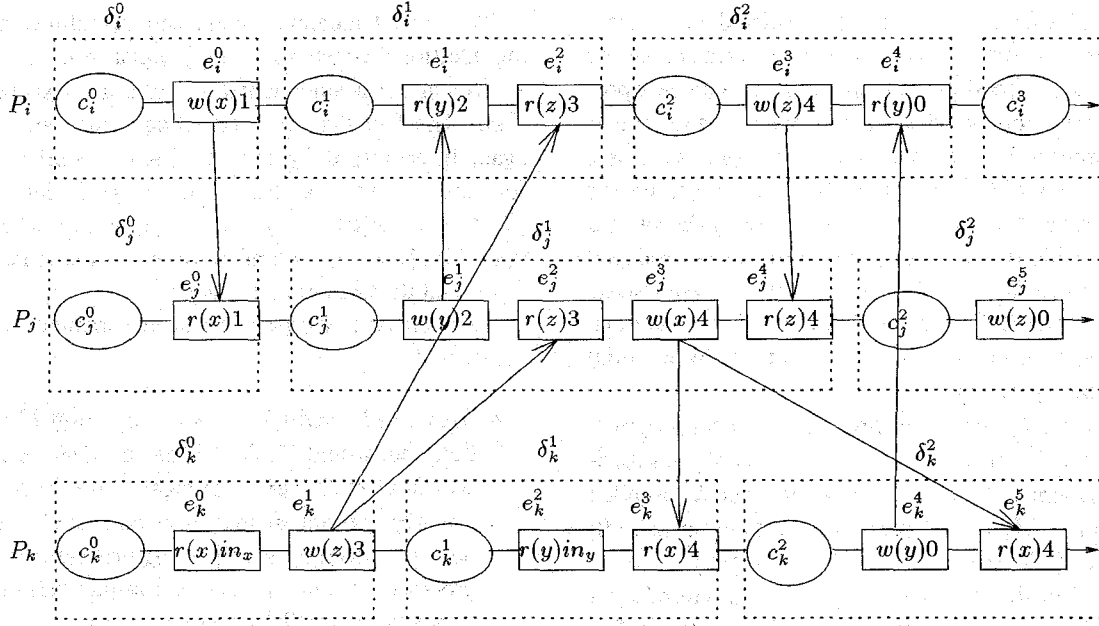 δ_i^0 δ_i^1 δ_i^2
e_i^0 e_i^1 e_i^2 e_i^3 e_i^4
P_i c_i^0 w(x)1 c_i^1 r(y)2 r(z)3 c_i^2 w(z)4 r(y)0 c_i^3
δ_j^0 δ_j^1 δ_j^2
e_j^0 e_j^1 e_j^2 e_j^3 e_j^4 e_j^5
P_j c_j^0 r(x)1 c_j^1 w(y)2 r(z)3 w(x)4 r(z)4 c_j^2 w(z)0
δ_k^0 δ_k^1 δ_k^2
e_k^0 e_k^1 e_k^2 e_k^3 e_k^4 e_k^5
P_k c_k^0 r(x)in_x w(z)3 c_k^1 r(y)in_y r(x)4 c_k^2 w(y)0 r(x)4